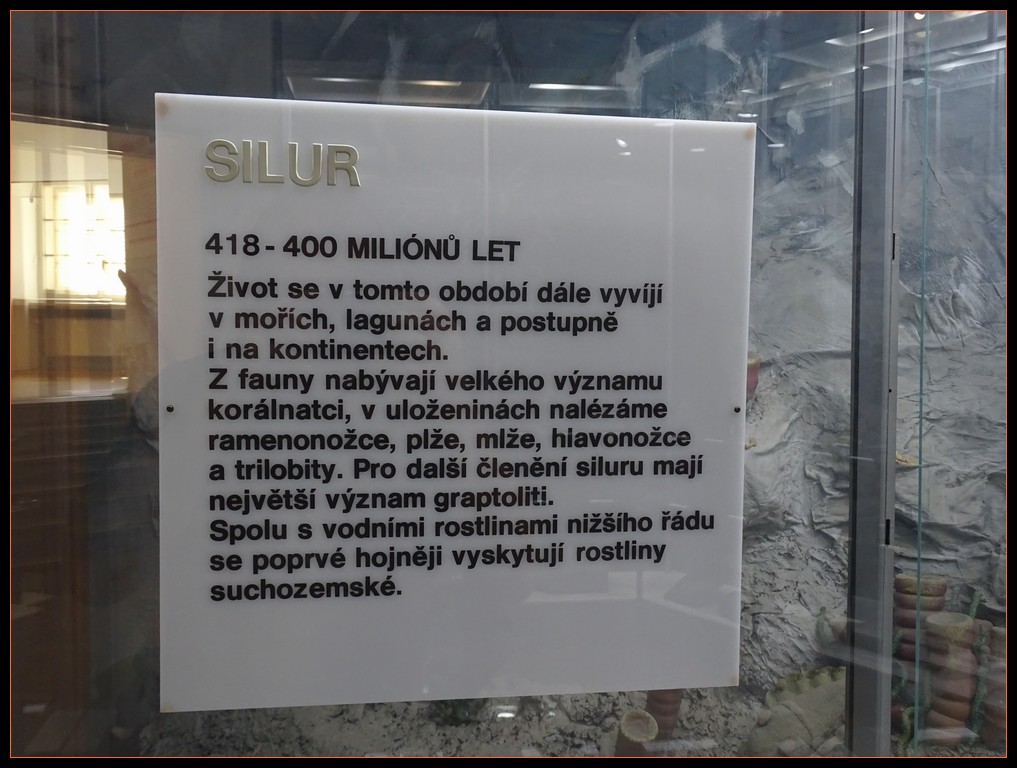 SILUR
418 - 400 MILIÓNŮ LET
Život se v tomto období dále vyvíjí
v mořích, lagunách a postupně
i na kontinentech.
Z fauny nabývají velkého významu
korálnatci, v uloženinách nalézáme
ramenonožce, plže, mlže, hlavonožce
a trilobity. Pro další členění siluru mají
největší význam graptoliti.
Spolu s vodními rostlinami nižšího řádu
se poprvé hojněji vyskytují rostliny
suchozemské.